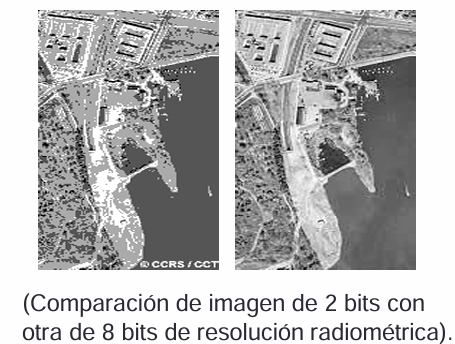 © CCRS / CCT
(Comparación de imagen de 2 bits con
otra de 8 bits de resolución radiométrica).